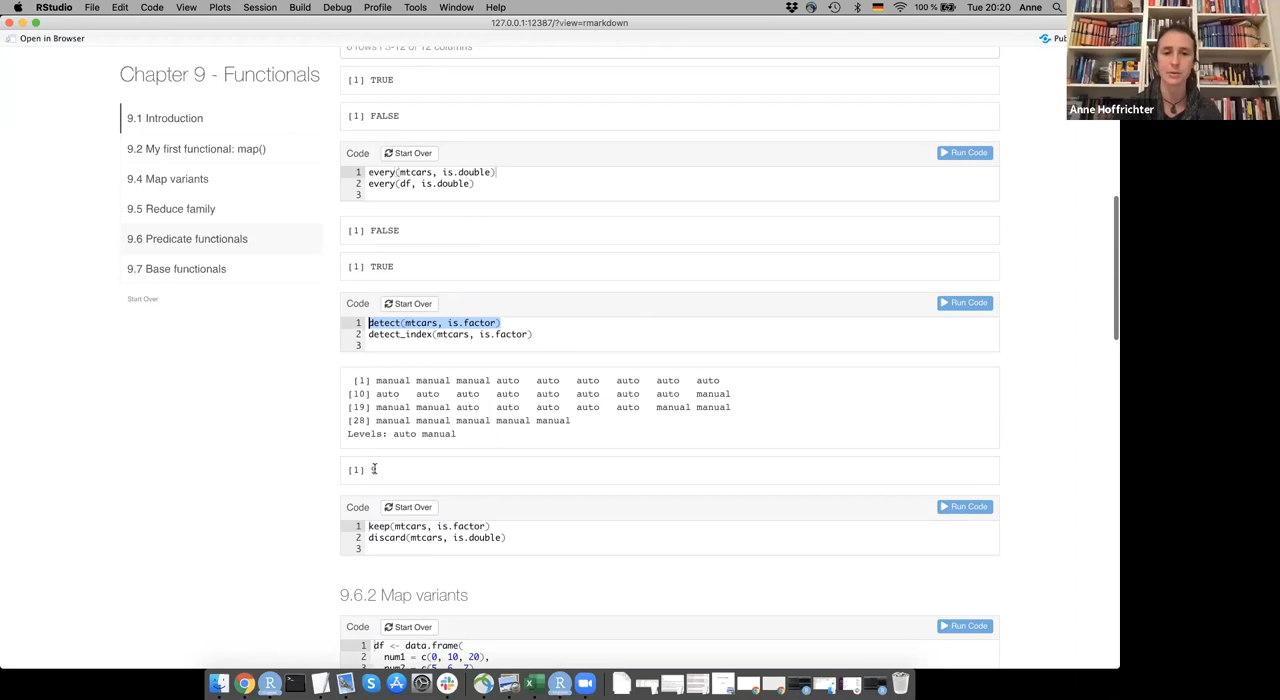 RStudio File Edit Code View Plots Session Build Debug Profile Tools Window Help 100 % Tue 20:20 Anne
127.0.0.1:12387/?view=rmarkdown
Open in Browser
Chapter 9 - Functionals
9.1 Introduction
9.2 My first functional: map()
9.4 Map variants
9.5 Reduce family
9.6 Predicate functionals
9.7 Base functionals
Start Over
[1] TRUE
[1] FALSE
Code Start Over Run Code
1 every(mtcars, is.double)
2 every(df, is.double)
3
[1] FALSE
[1] TRUE
Code Start Over Run Code
1 detect(mtcars, is.factor)
2 detect_index(mtcars, is.factor)
3
[1] manual manual manual auto auto auto auto auto auto
[10] auto auto auto auto auto auto auto auto manual
[19] manual manual auto auto auto auto auto manual manual
[28] manual manual manual manual manual
Levels: auto manual
[1]
Code Start Over Run Code
1 keep(mtcars, is.factor)
2 discard(mtcars, is.double)
3
9.6.2 Map variants
Code Start Over Run Code
1 df <- data.frame(
num1 = c(0, 10, 20),
Anne Hoffrichter